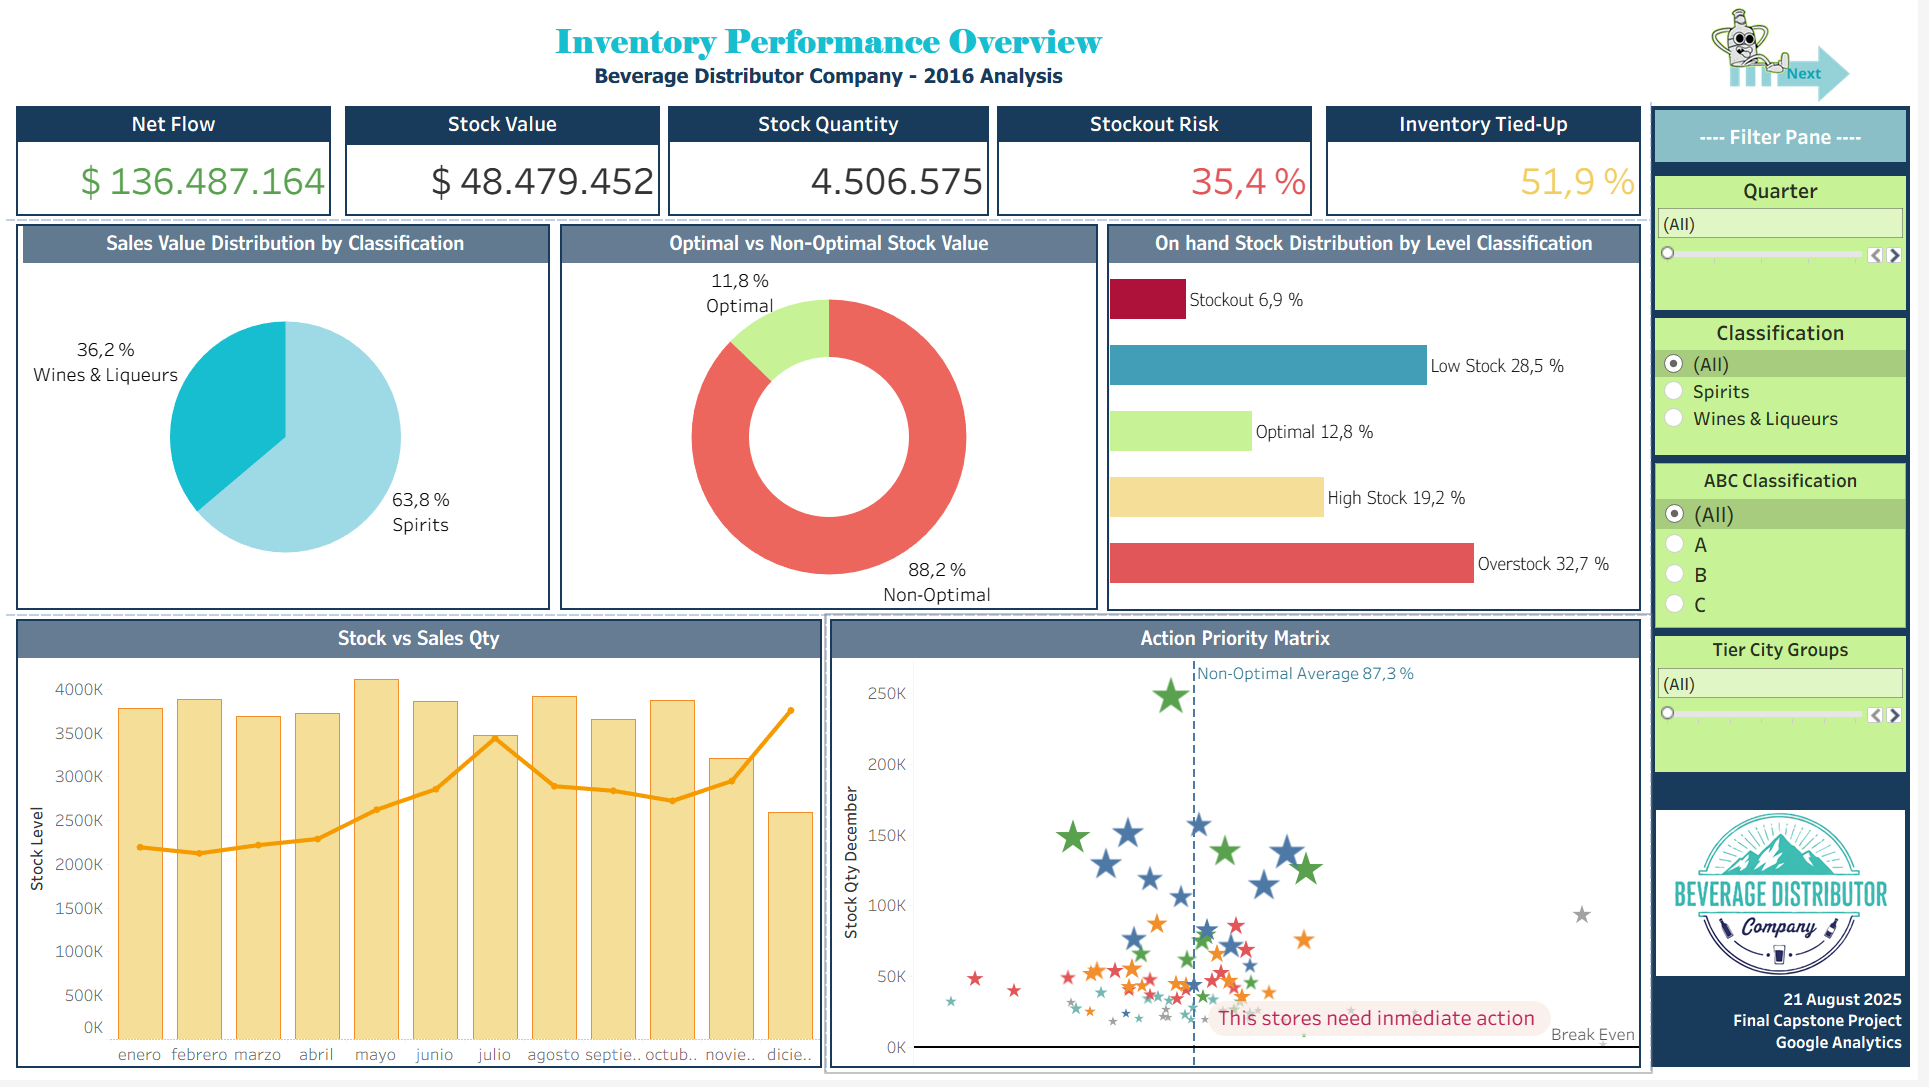 Inventory Performance Overview
Beverage Distributor Company - 2016 Analysis
Next
Net Flow
$ 136.487.164
Stock Value
$ 48.479.452
Stock Quantity
4.506.575
Stockout Risk
35,4 %
Inventory Tied-Up
51,9 %
---- Filter Pane ----
Quarter
(All)
Classification
(All)
Spirits
Wines & Liqueurs
ABC Classification
(All)
A
B
C
Tier City Groups
(All)
Sales Value Distribution by Classification
36,2 %
Wines & Liqueurs
63,8 %
Spirits
Optimal vs Non-Optimal Stock Value
11,8 %
Optimal
88,2 %
Non-Optimal
On hand Stock Distribution by Level Classification
Stockout 6,9 %
Low Stock 28,5 %
Optimal 12,8 %
High Stock 19,2 %
Overstock 32,7 %
Stock vs Sales Qty
Stock Level
4000K
3500K
3000K
2500K
2000K
1500K
1000K
500K
0K
enero febrero marzo abril mayo junio julio agosto septie.. octub.. novie.. dicie..
Action Priority Matrix
Non-Optimal Average 87,3 %
Stock Qty December
250K
200K
150K
100K
50K
0K
This stores need inmediate action
Break Even
BEVERAGE DISTRIBUTOR
Company
21 August 2025
Final Capstone Project
Google Analytics